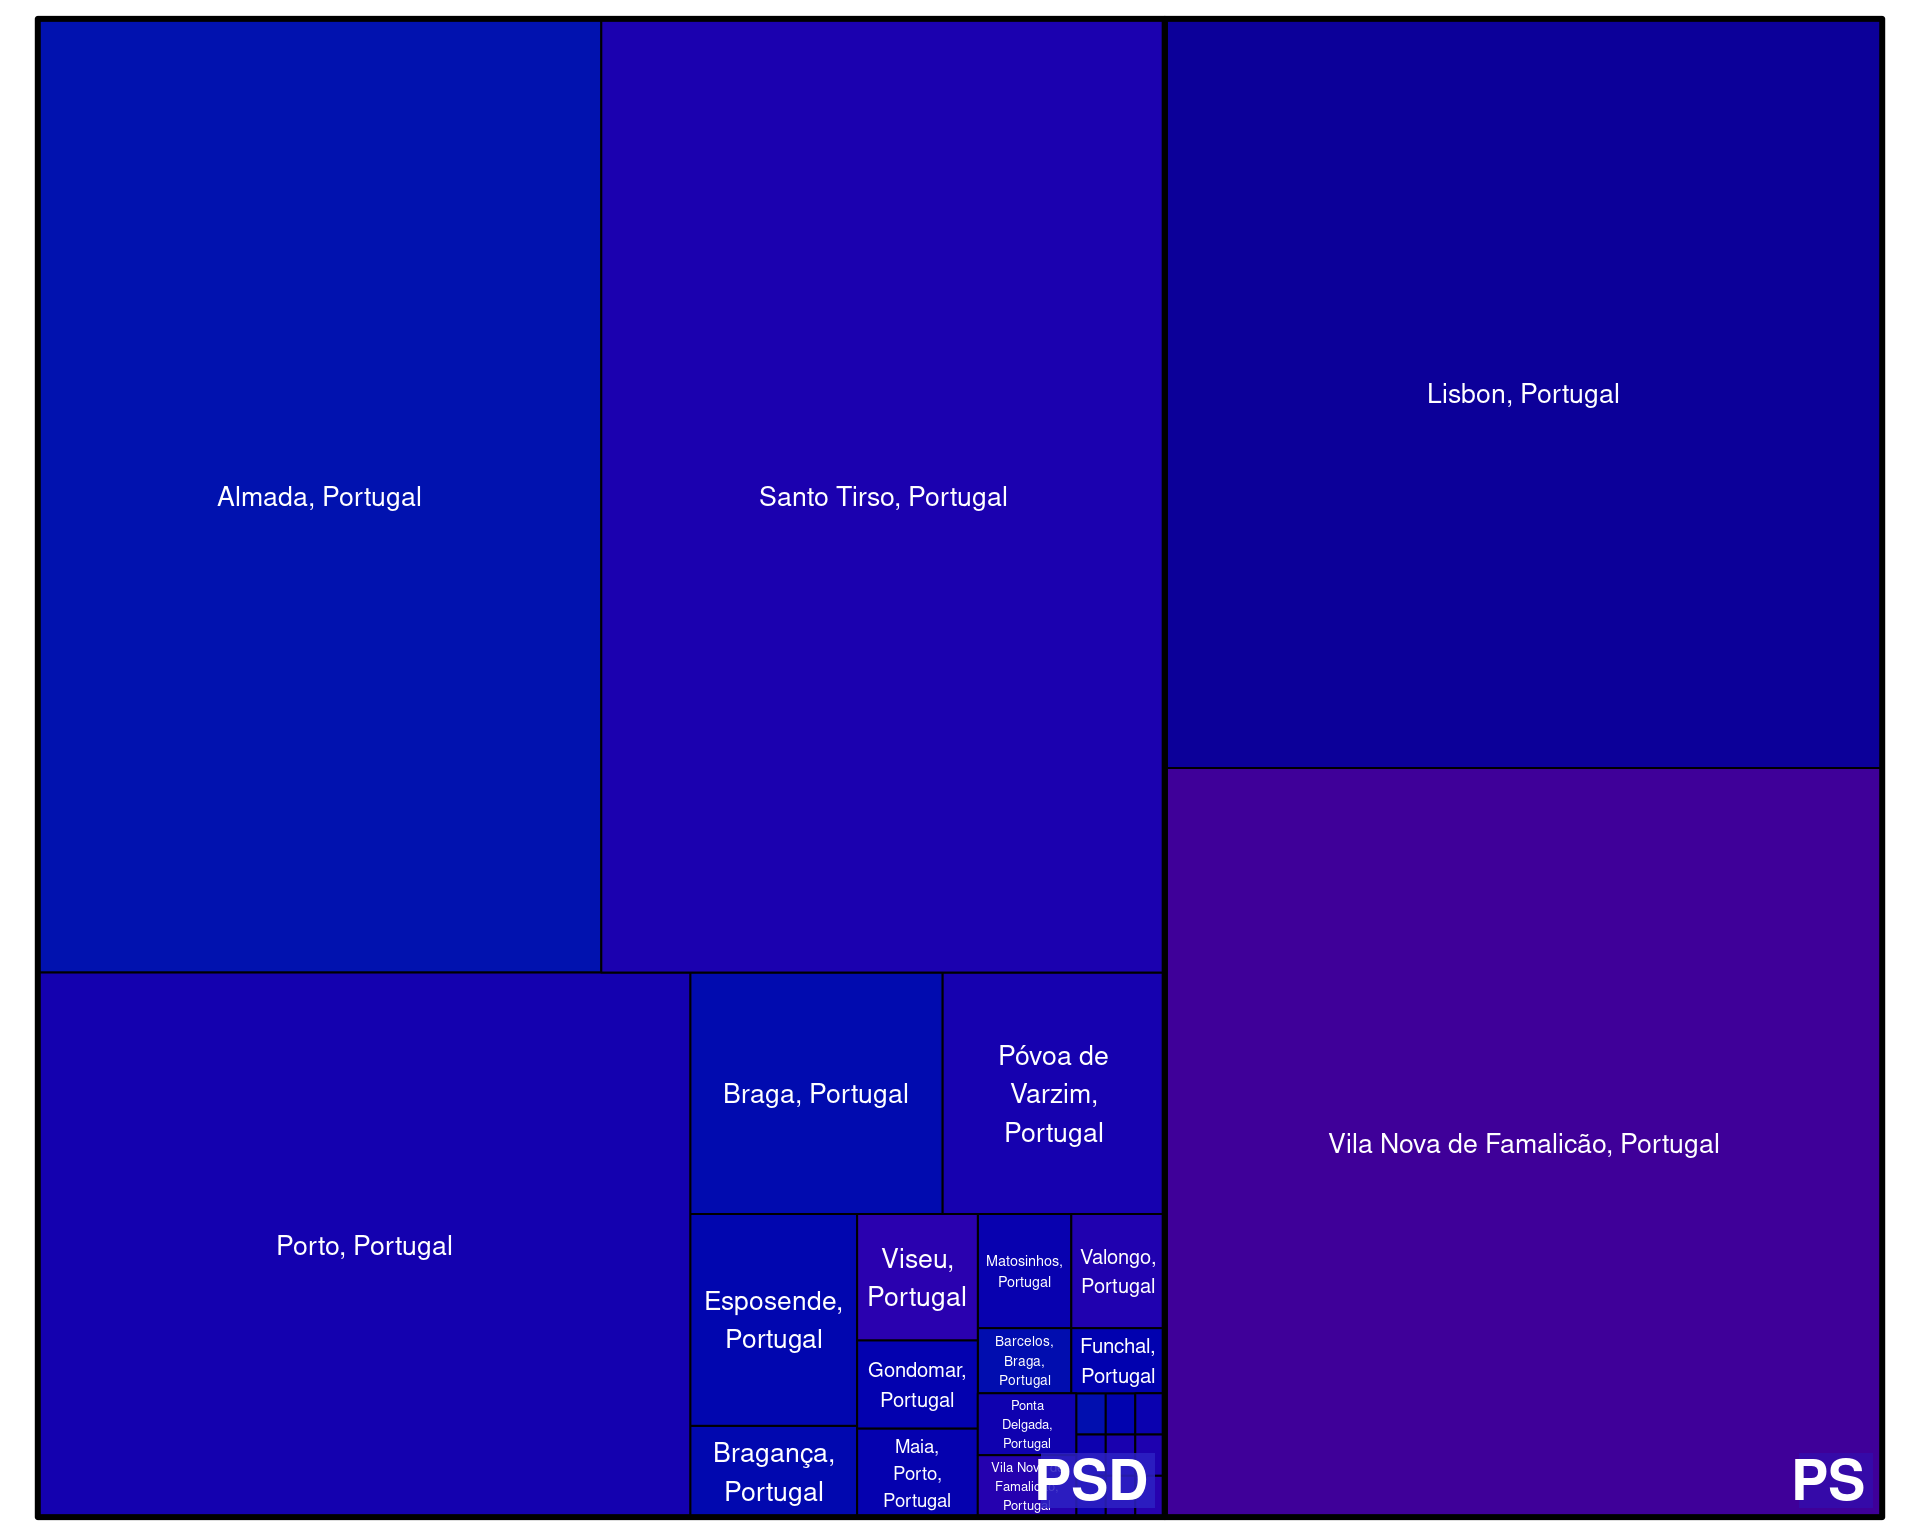 Almada, Portugal
Santo Tirso, Portugal
Lisbon, Portugal
Porto, Portugal
Braga, Portugal
Póvoa de
Varzim,
Portugal
Vila Nova de Famalicão, Portugal
Esposende,
Portugal
Viseu,
Portugal
Matosinhos,
Portugal
Valongo,
Portugal
Gondomar,
Portugal
Barcelos,
Braga,
Portugal
Funchal,
Portugal
Bragança,
Portugal
Maia,
Porto,
Portugal
Ponta
Delgada,
Portugal
Vila
Portugal
PSD
PS